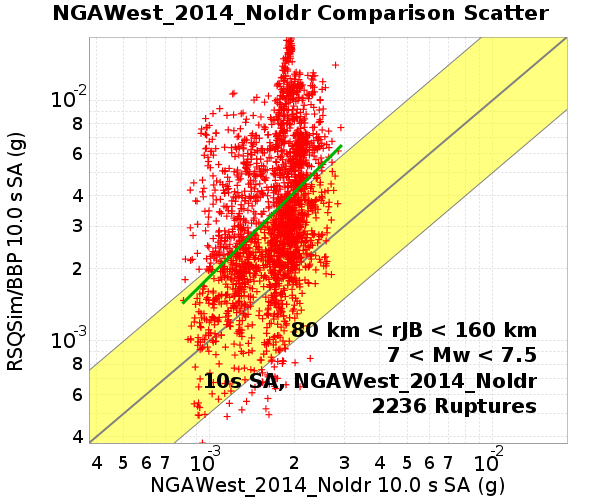 NGAWest_2014_NoIdr Comparison Scatter
RSQSim/BBP 10.0 s SA (g)
10-2
8
6
4
3
2
10-3
8
6
4
80 km < rJB < 160 km
7 < Mw < 7.5
10s SA, NGAWest_2014_NoIdr
2236 Ruptures
4 5 6 7 10-3 2 3 4 5 6 7 10-2
NGAWest_2014_NoIdr 10.0 s SA (g)